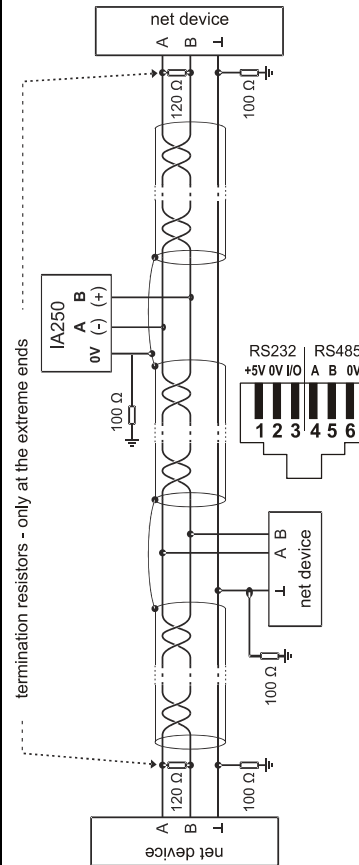 net device
A B ⊥
120 Ω
100 Ω
termination resistors - only at the extreme ends
IA250
0V A B
(-) (+)
100 Ω
RS232 RS485
+5V 0V I/O A B 0V
1 2 3 4 5 6
⊥ A B
net device
100 Ω
120 Ω
100 Ω
A B ⊥
net device